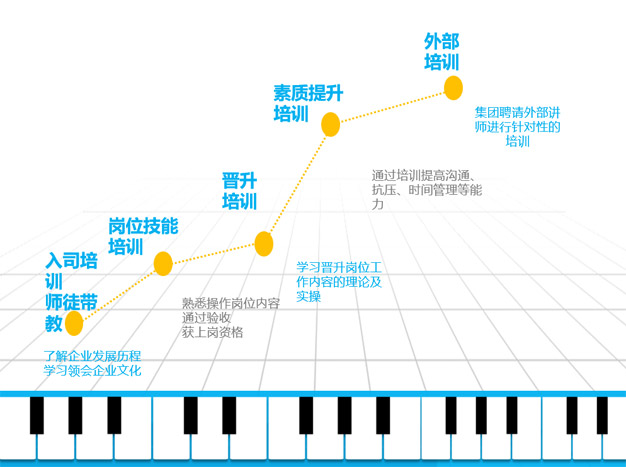 外部
培训
素质提升
培训
集团聘请外部讲
师进行针对性的
培训
晋升
培训
通过培训提高沟通、
抗压、时间管理等能
力
岗位技能
培训
入司培
训
师徒带
教
学习晋升岗位工
作内容的理论及
实操
熟悉操作岗位内容
通过验收
获上岗资格
了解企业发展历程
学习领会企业文化